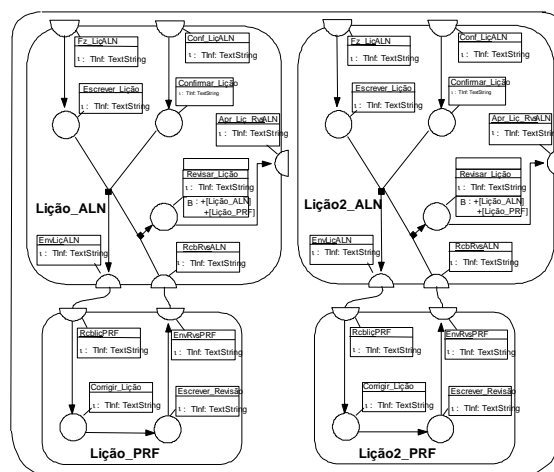 Fz_LiçALN
ι : TInf: TextString
Conf_LiçALN
ι : TInf: TextString
Escrever_Lição
ι : TInf: TextString
Confirmar_Lição
ι : TInf: TextString
Apr_Liç_RvsALN
ι : TInf: TextString
Revisar_Lição
ι : TInf: TextString
B : +[Lição_ALN]
+[Lição_PRF]
Lição_ALN
EnvLiçALN
ι : TInf: TextString
RcbRvsALN
ι : TInf: TextString
RcbliçPRF
ι : TInf: TextString
EnvRvsPRF
ι : TInf: TextString
Corrigir_Lição
ι : TInf: TextString
Escrever_Revisão
ι : TInf: TextString
Lição_PRF
Fz_LiçALN
ι : TInf: TextString
Conf_LiçALN
ι : TInf: TextString
Escrever_Lição
ι : TInf: TextString
Confirmar_Lição
ι : TInf: TextString
Apr_Liç_RvsALN
ι : TInf: TextString
Revisar_Lição
ι : TInf: TextString
B : +[Lição_ALN]
+[Lição_PRF]
Lição2_ALN
EnvLiçALN
ι : TInf: TextString
RcbRvsALN
ι : TInf: TextString
RcbliçPRF
ι : TInf: TextString
EnvRvsPRF
ι : TInf: TextString
Corrigir_Lição
ι : TInf: TextString
Escrever_Revisão
ι : TInf: TextString
Lição2_PRF